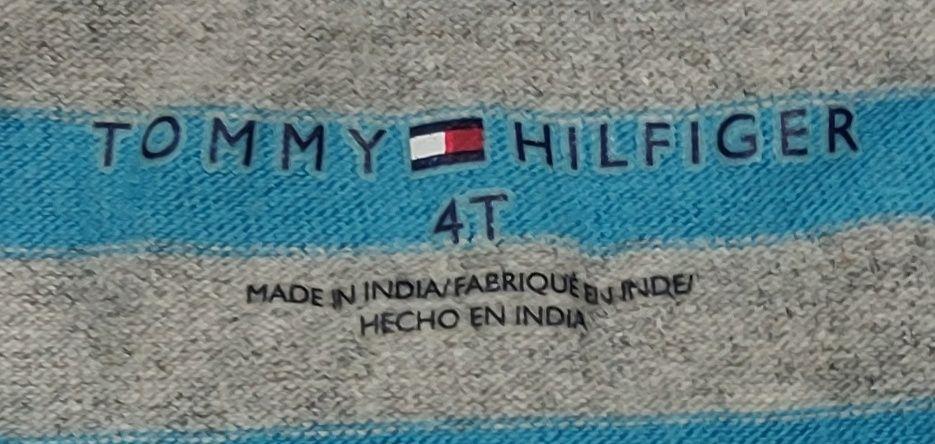 TOMMY HILFIGER
4T
MADE IN INDIA/FABRIQUÉ EN INDE/
HECHO EN INDIA